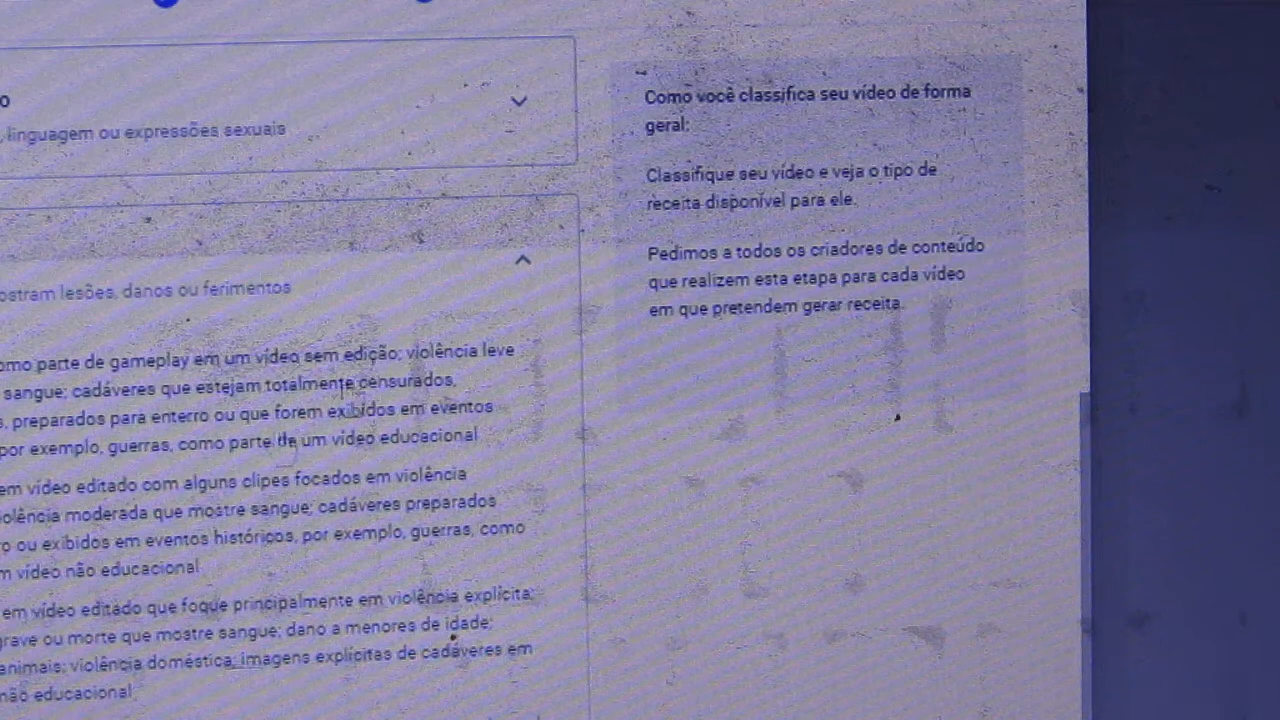 o
, linguagem ou expressões sexuais
ostram lesões, danos ou ferimentos
omo parte de gameplay em um vídeo sem edição; violência leve
sangue; cadáveres que estejam totalmente censurados,
s, preparados para enterro ou que forem exibidos em eventos
por exemplo, guerras, como parte de um vídeo educacional
em vídeo editado com alguns clipes focados em violência
iolência moderada que mostre sangue; cadáveres preparados
ro ou exibidos em eventos históricos, por exemplo, guerras, como
m vídeo não educacional
em vídeo editado que foque principalmente em violência explícita;
grave ou morte que mostre sangue; dano a menores de idade;
animais; violência doméstica; imagens explícitas de cadáveres em
não educacional
Como você classifica seu vídeo de forma
geral:
Classifique seu vídeo e veja o tipo de
receita disponível para ele.
Pedimos a todos os criadores de conteúdo
que realizem esta etapa para cada vídeo
em que pretendem gerar receita.